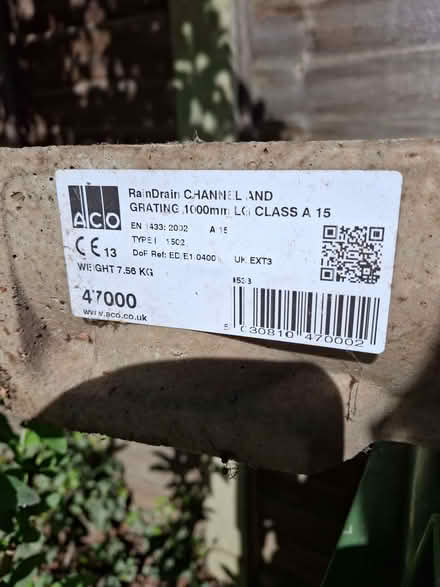 ACO
RainDrain CHANNEL AND
GRATING 1000mm LG CLASS A 15
EN 1433: 2002 A 15
CE 13
TYPE I 1502
DoP Ref: ED/E1.0400 UK EXT3
WEIGHT 7.56 KG
47000
www.aco.co.uk
5 030810 470002